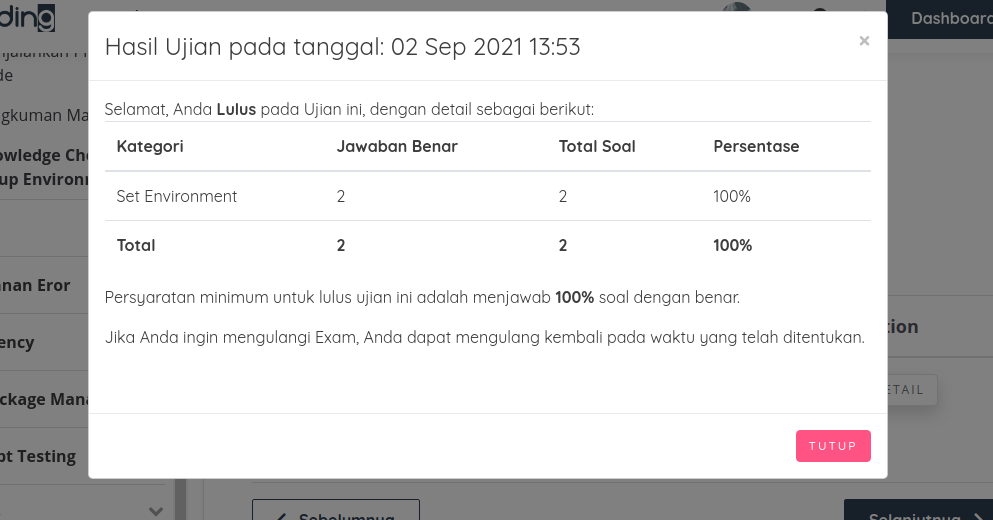 ding
Dashboard
Hasil Ujian pada tanggal: 02 Sep 2021 13:53
×
de
Selamat, Anda Lulus pada Ujian ini, dengan detail sebagai berikut:
Kategori Jawaban Benar Total Soal Persentase
Set Environment 2 2 100%
Total 2 2 100%
Persyaratan minimum untuk lulus ujian ini adalah menjawab 100% soal dengan benar.
Jika Anda ingin mengulangi Exam, Anda dapat mengulang kembali pada waktu yang telah ditentukan.
TUTUP
gkuman Ma
owledge Che
up Environm
nan Eror
ency
ckage Mana
pt Testing
tion
ETAIL
Sebelumnya
Selanjutnya